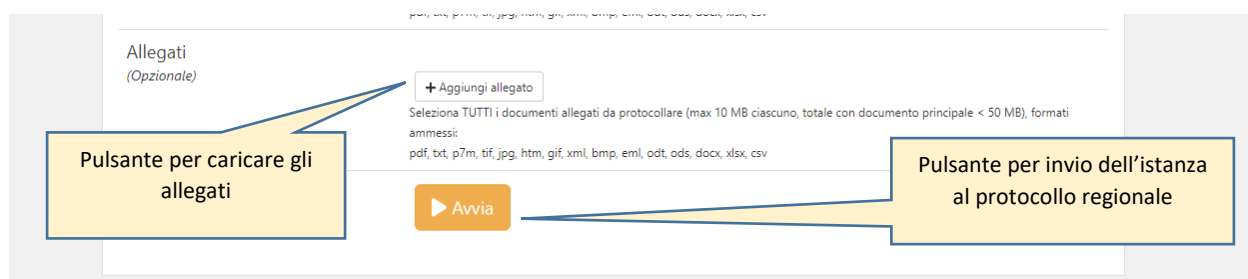 pdf, txt, p7m, tif, jpg, htm, gif, xml, bmp, eml, odt, ods, docx, xlsx, csv
Allegati
(Opzionale)
+ Aggiungi allegato
Seleziona TUTTI i documenti allegati da protocollare (max 10 MB ciascuno, totale con documento principale < 50 MB), formati
ammessi:
pdf, txt, p7m, tif, jpg, htm, gif, xml, bmp, eml, odt, ods, docx, xlsx, csv
Pulsante per caricare gli
allegati
Avvia
Pulsante per invio dell’istanza
al protocollo regionale